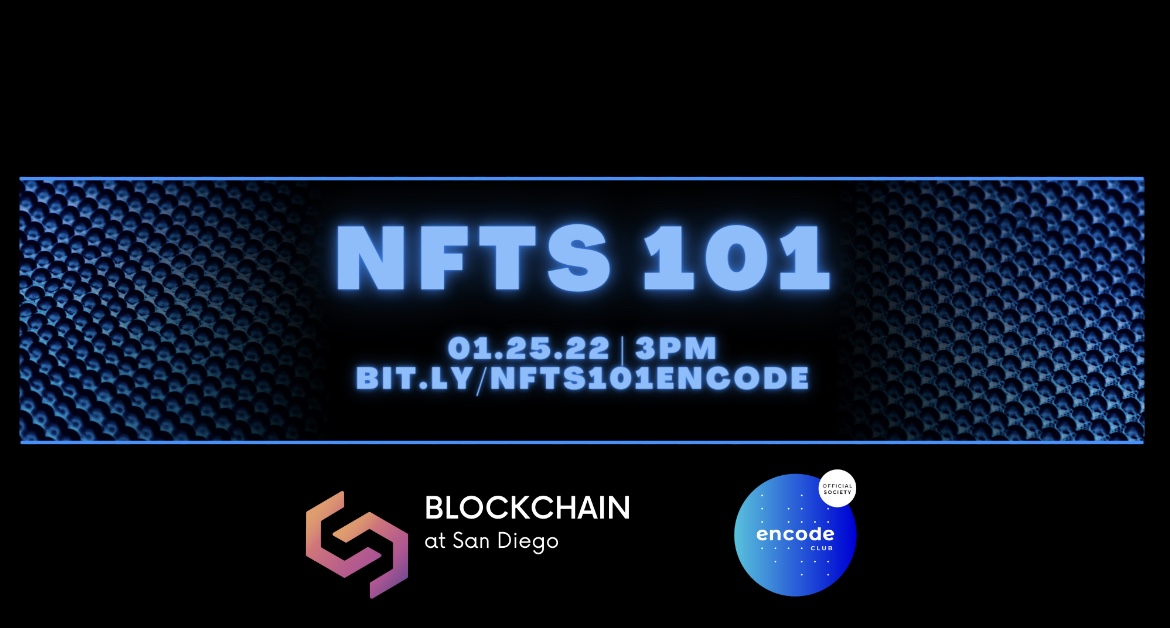 NFTS 101
01.25.22 | 3PM
BIT.LY/NFTS101ENCODE
BLOCKCHAIN
at San Diego
OFFICIAL
SOCIETY
encode
CLUB